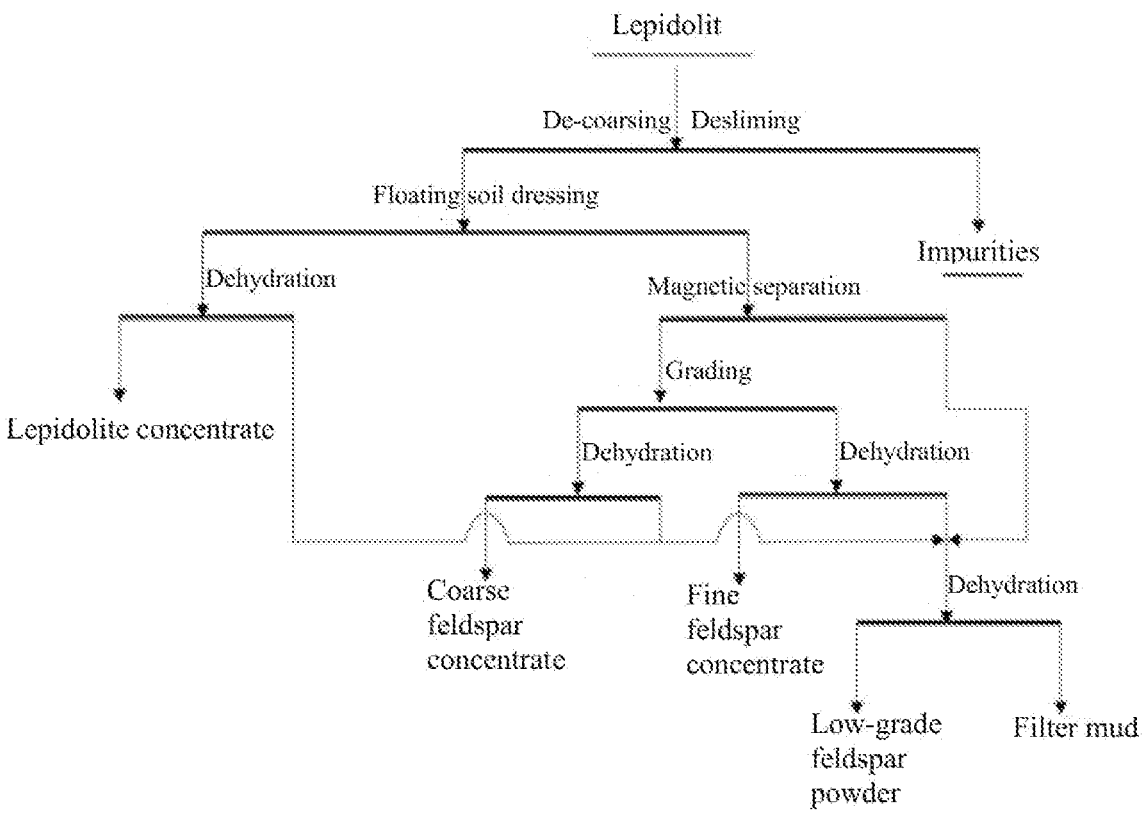 Lepidolit
De-coarsing Desliming
Floating soil dressing
Impurities
Dehydration
Magnetic separation
Grading
Lepidolite concentrate
Dehydration
Dehydration
Coarse
feldspar
concentrate
Fine
feldspar
concentrate
Dehydration
Low-grade
feldspar
powder
Filter mud